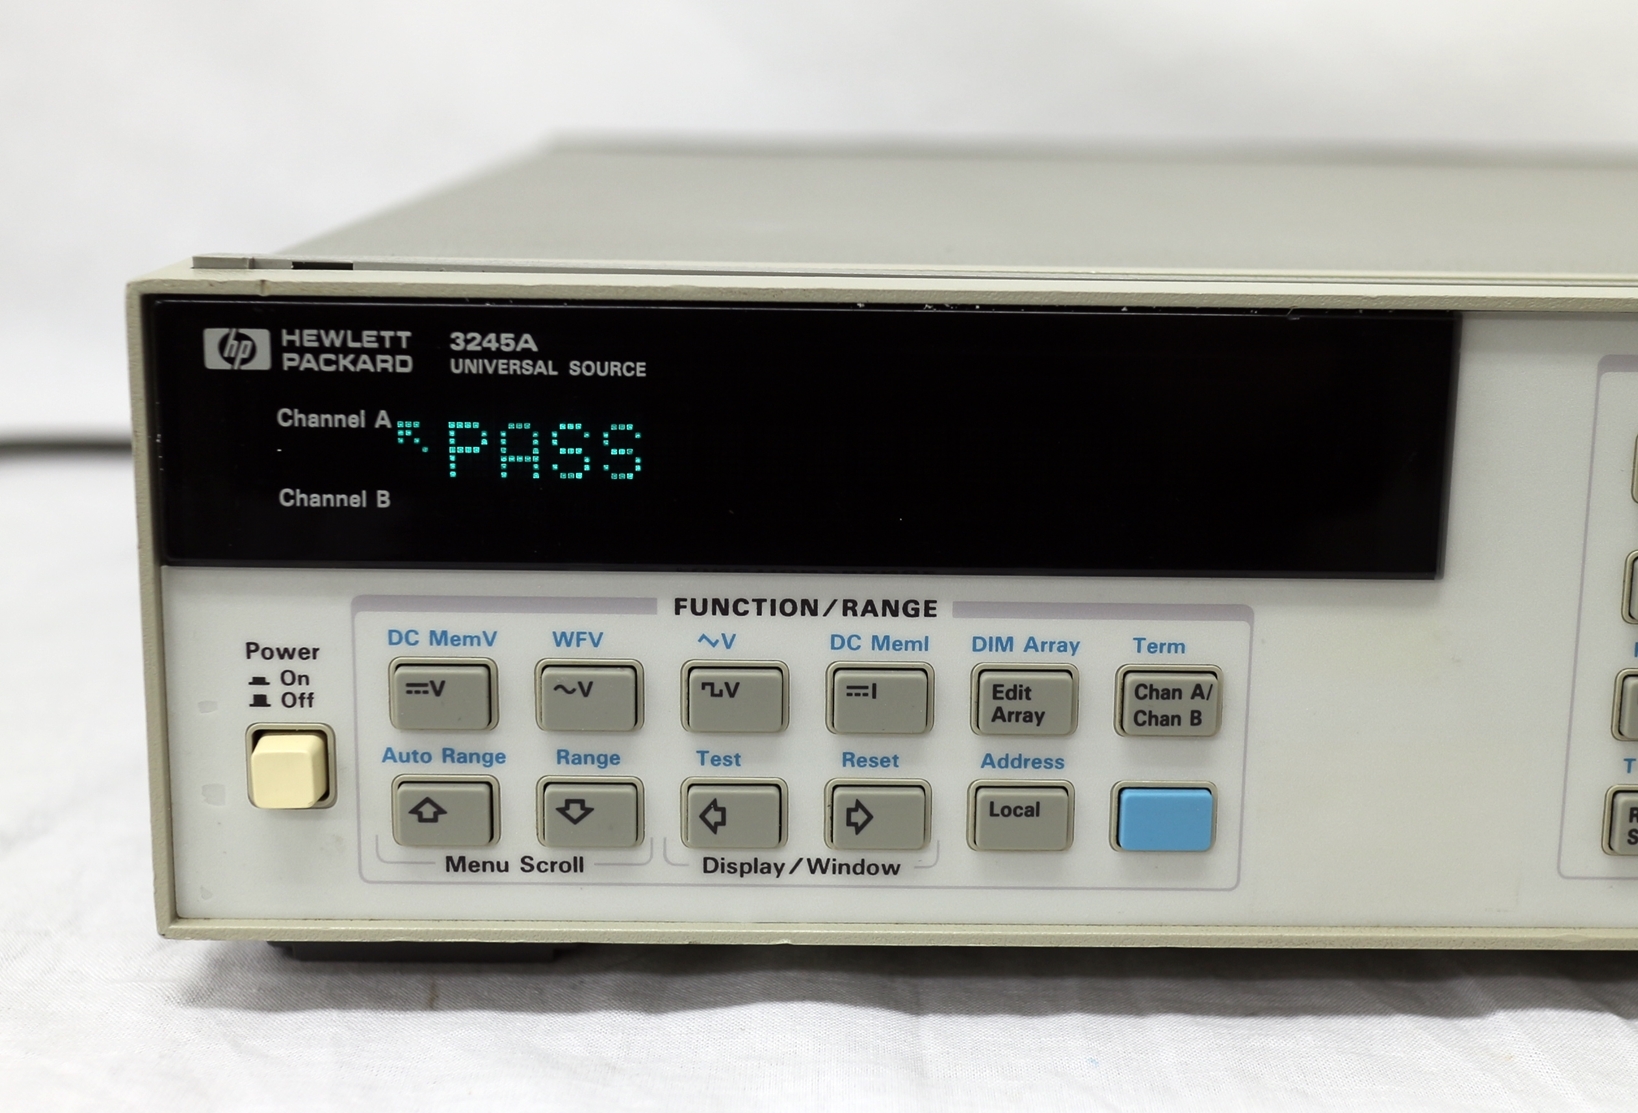 hp HEWLETT PACKARD
3245A
UNIVERSAL SOURCE
Channel A
PASS
Channel B
FUNCTION/RANGE
Power
On
Off
DC MemV WFV ∿V DC MemI DIM Array Term
⎓V ∿V ⎍V ⎓I Edit Array Chan A/ Chan B
Auto Range Range Test Reset Address
Local
Menu Scroll Display/Window